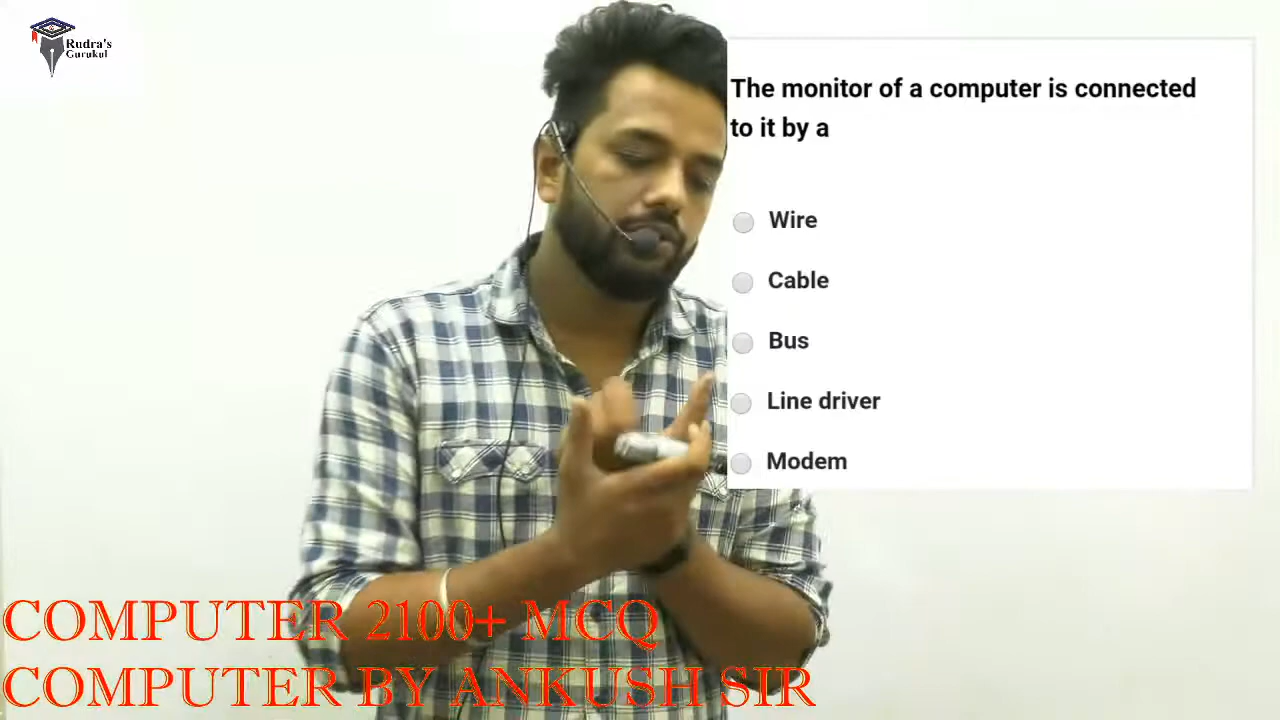 Rudra's
Gurukul
The monitor of a computer is connected
to it by a
Wire
Cable
Bus
Line driver
Modem
COMPUTER 2100+ MCQ
COMPUTER BY ANKUSH SIR